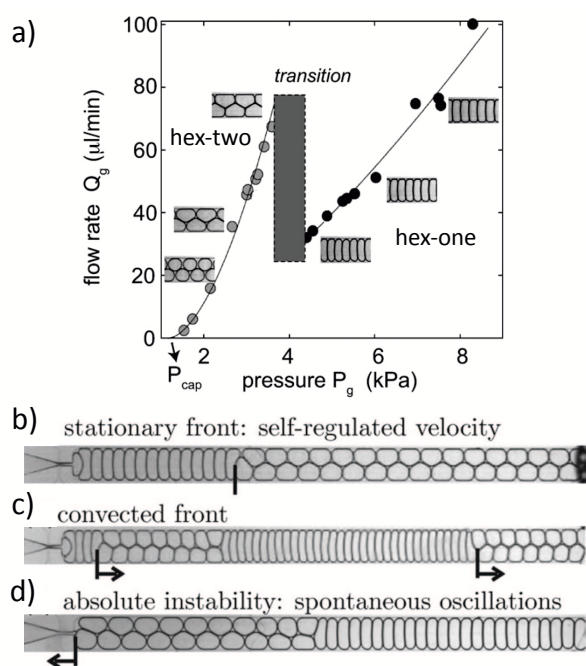 a)
100
80
60
40
20
0
flow rate Q_g (μl/min)
transition
hex-two
hex-one
2
4
6
8
P_cap
pressure P_g (kPa)
b)
stationary front: self-regulated velocity
c)
convected front
d)
absolute instability: spontaneous oscillations